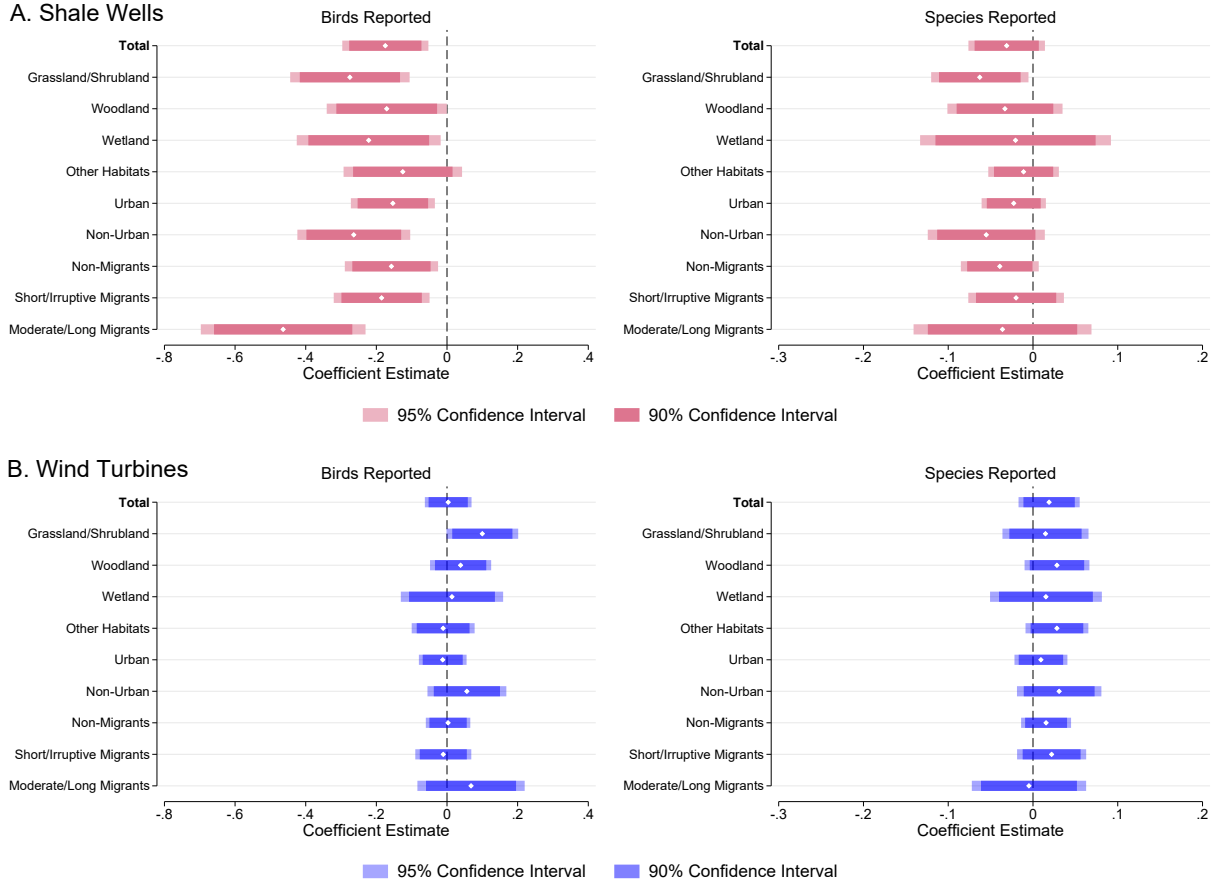 A. Shale Wells
Birds Reported
Total
Grassland/Shrubland
Woodland
Wetland
Other Habitats
Urban
Non-Urban
Non-Migrants
Short/Irruptive Migrants
Moderate/Long Migrants
-.8 -.6 -.4 -.2 0 .2 .4
Coefficient Estimate
Species Reported
Total
Grassland/Shrubland
Woodland
Wetland
Other Habitats
Urban
Non-Urban
Non-Migrants
Short/Irruptive Migrants
Moderate/Long Migrants
-.3 -.2 -.1 0 .1 .2
Coefficient Estimate
95% Confidence Interval 90% Confidence Interval
B. Wind Turbines
Birds Reported
Total
Grassland/Shrubland
Woodland
Wetland
Other Habitats
Urban
Non-Urban
Non-Migrants
Short/Irruptive Migrants
Moderate/Long Migrants
-.8 -.6 -.4 -.2 0 .2 .4
Coefficient Estimate
Species Reported
Total
Grassland/Shrubland
Woodland
Wetland
Other Habitats
Urban
Non-Urban
Non-Migrants
Short/Irruptive Migrants
Moderate/Long Migrants
-.3 -.2 -.1 0 .1 .2
Coefficient Estimate
95% Confidence Interval 90% Confidence Interval